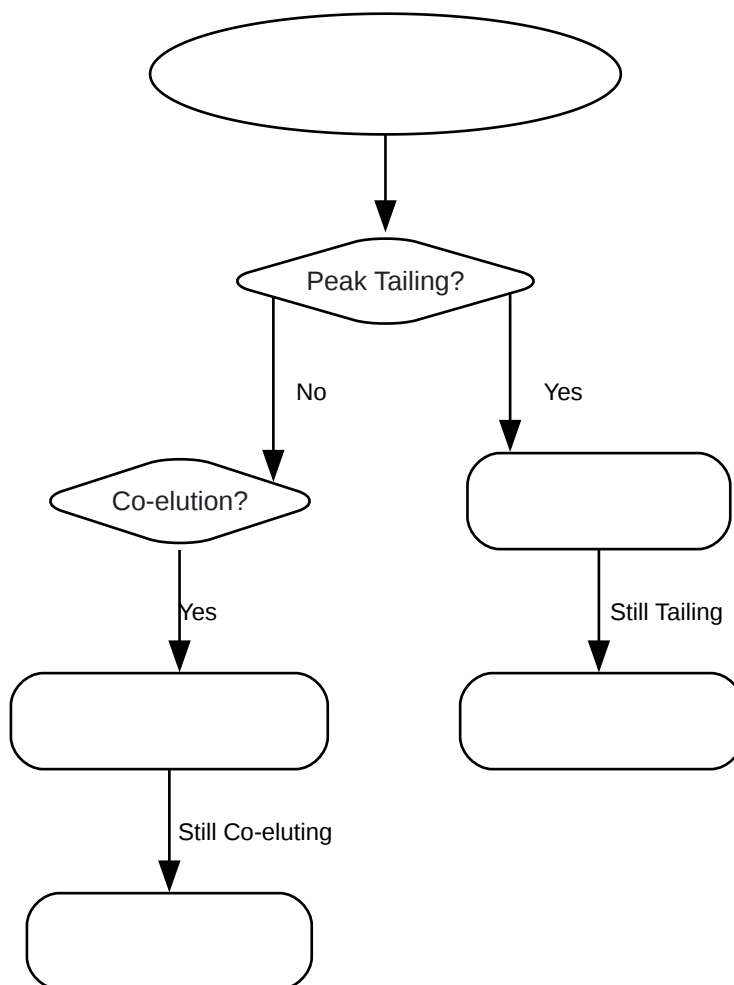 Peak Tailing?
No
Yes
Co-elution?
Yes
Still Tailing
Still Co-eluting